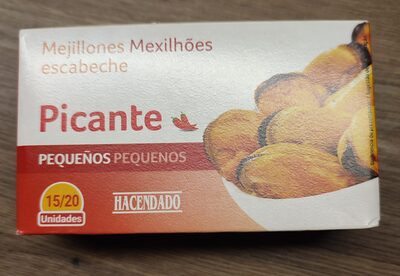 Mejillones Mexilhões
escabeche
Picante
PEQUEÑOS PEQUENOS
15/20
Unidades
HACENDADO